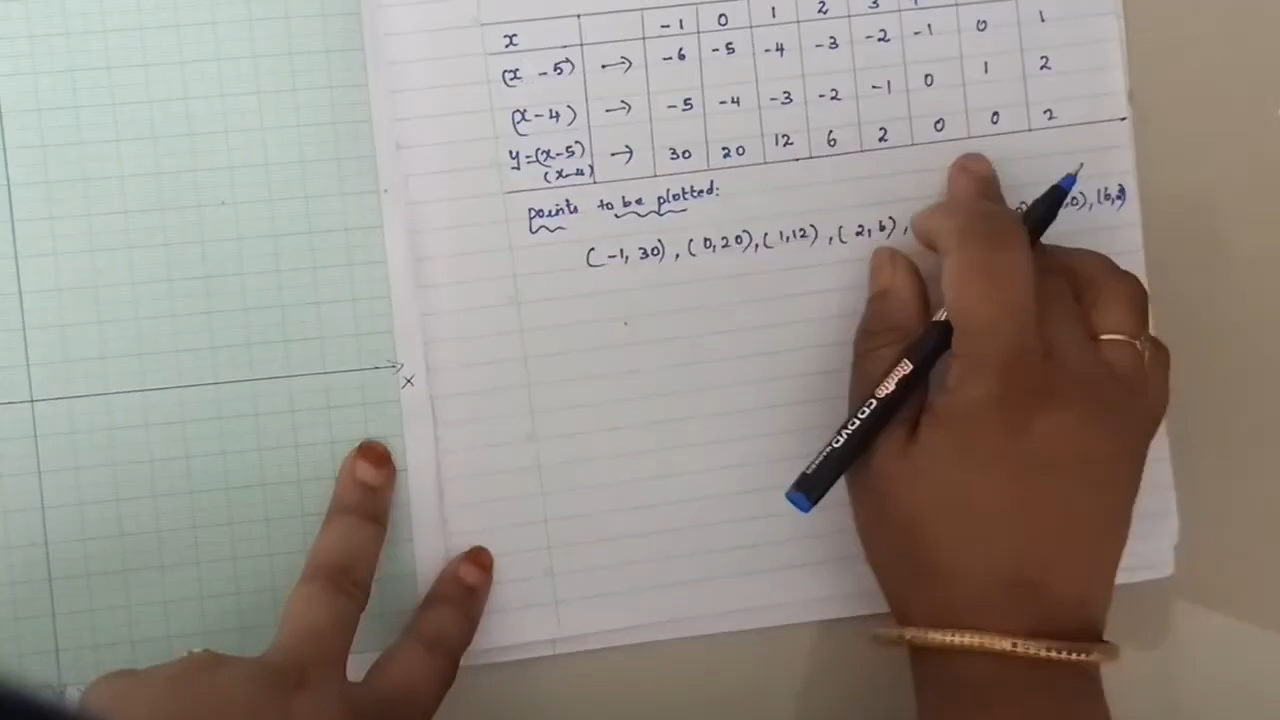 x -1 0 1 2 3
(x -5) → -6 -5 -4 -3 -2 -1 0 1
(x-4) → -5 -4 -3 -2 -1 0 1 2
y=(x-5) → 30 20 12 6 2 0 0 2
(x-4)
points to be plotted:
(-1, 30), (0,20), (1,12), (2,6), ,0), (6,2)
X
Ronito CD DVD MARKER